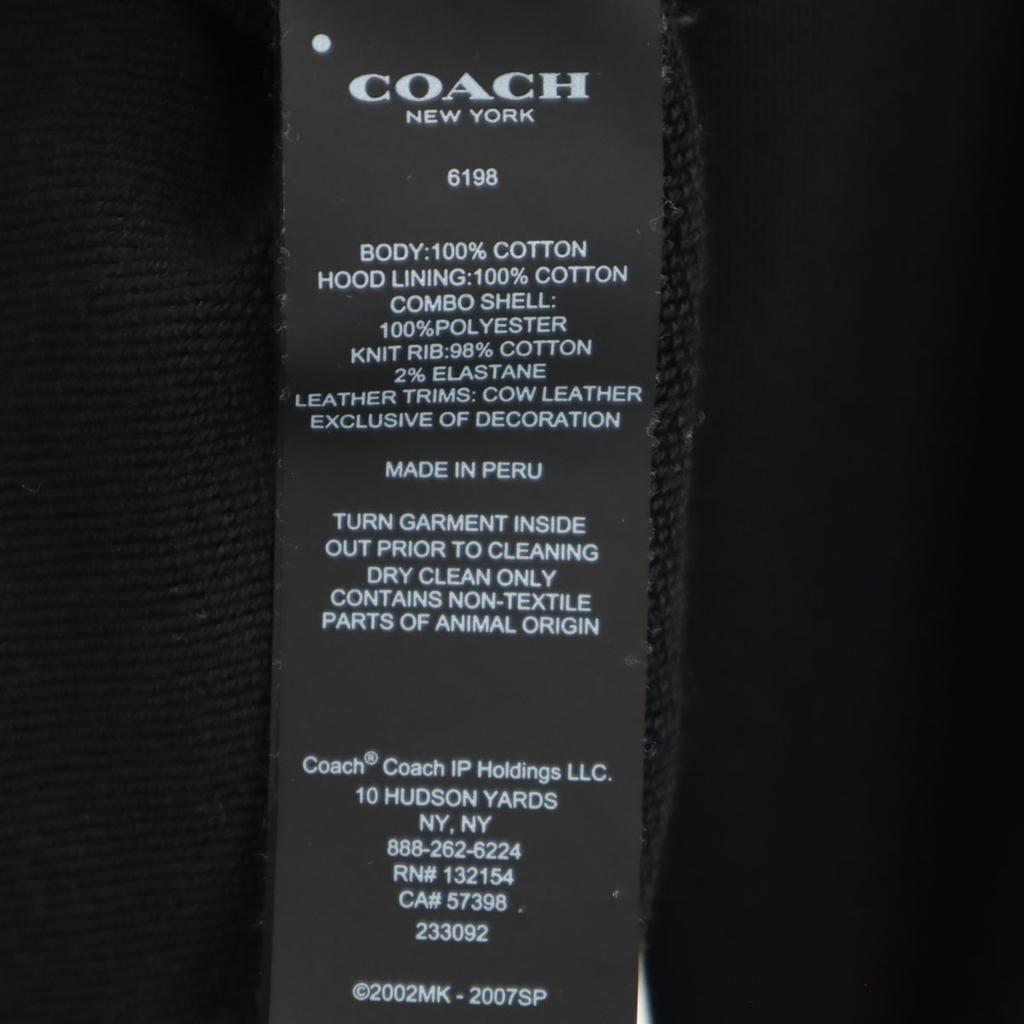 COACH
NEW YORK
6198
BODY:100% COTTON
HOOD LINING:100% COTTON
COMBO SHELL:
100%POLYESTER
KNIT RIB:98% COTTON
2% ELASTANE
LEATHER TRIMS: COW LEATHER
EXCLUSIVE OF DECORATION
MADE IN PERU
TURN GARMENT INSIDE
OUT PRIOR TO CLEANING
DRY CLEAN ONLY
CONTAINS NON-TEXTILE
PARTS OF ANIMAL ORIGIN
Coach® Coach IP Holdings LLC.
10 HUDSON YARDS
NY, NY
888-262-6224
RN# 132154
CA# 57398
233092
©2002MK - 2007SP